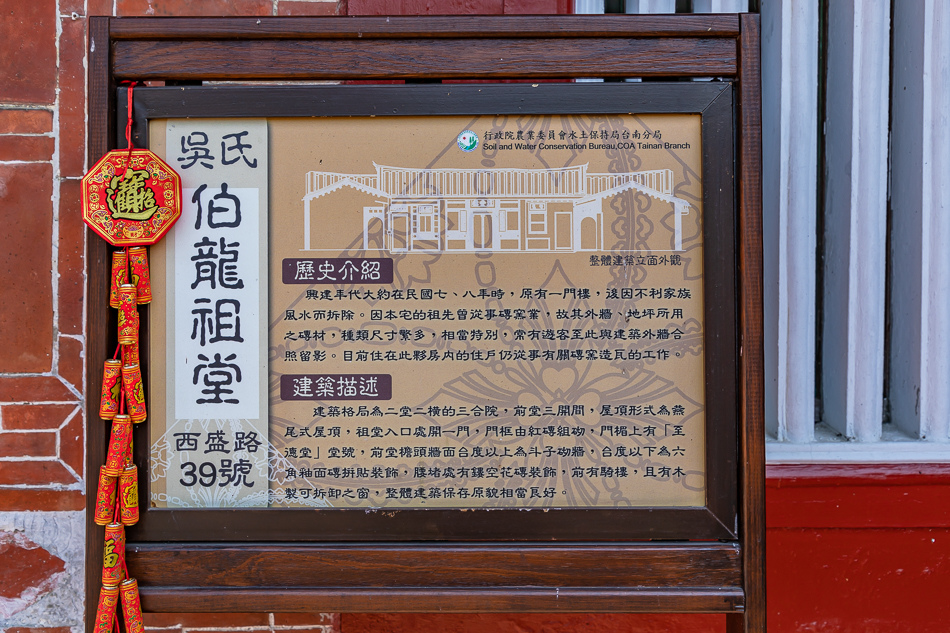 吳氏
伯龍祖堂
西盛路
39號
行政院農業委員會水土保持局台南分局
Soil and Water Conservation Bureau,COA Tainan Branch
整體建築立面外觀
歷史介紹
興建年代大約在民國七、八年時，原有一門樓，後因不利家族
風水而拆除。因本宅的祖先曾從事磚窯業，故其外牆、地坪所用
之磚材，種類尺寸繁多，相當特別，常有遊客至此與建築外牆合
照留影。目前住在此夥房內的住戶仍從事有關磚窯造瓦的工作。
建築描述
建築格局為二堂二橫的三合院，前堂三開間，屋頂形式為燕
尾式屋頂，祖堂入口處開一門，門框由紅磚組砌，門楣上有「至
德堂」堂號，前堂檐頭牆面台度以上為斗子砌牆，台度以下為六
角釉面磚拼貼裝飾，腰堵處有鏤空花磚裝飾，前有騎樓，且有木
製可拆卸之窗，整體建築保存原貌相當良好。
福